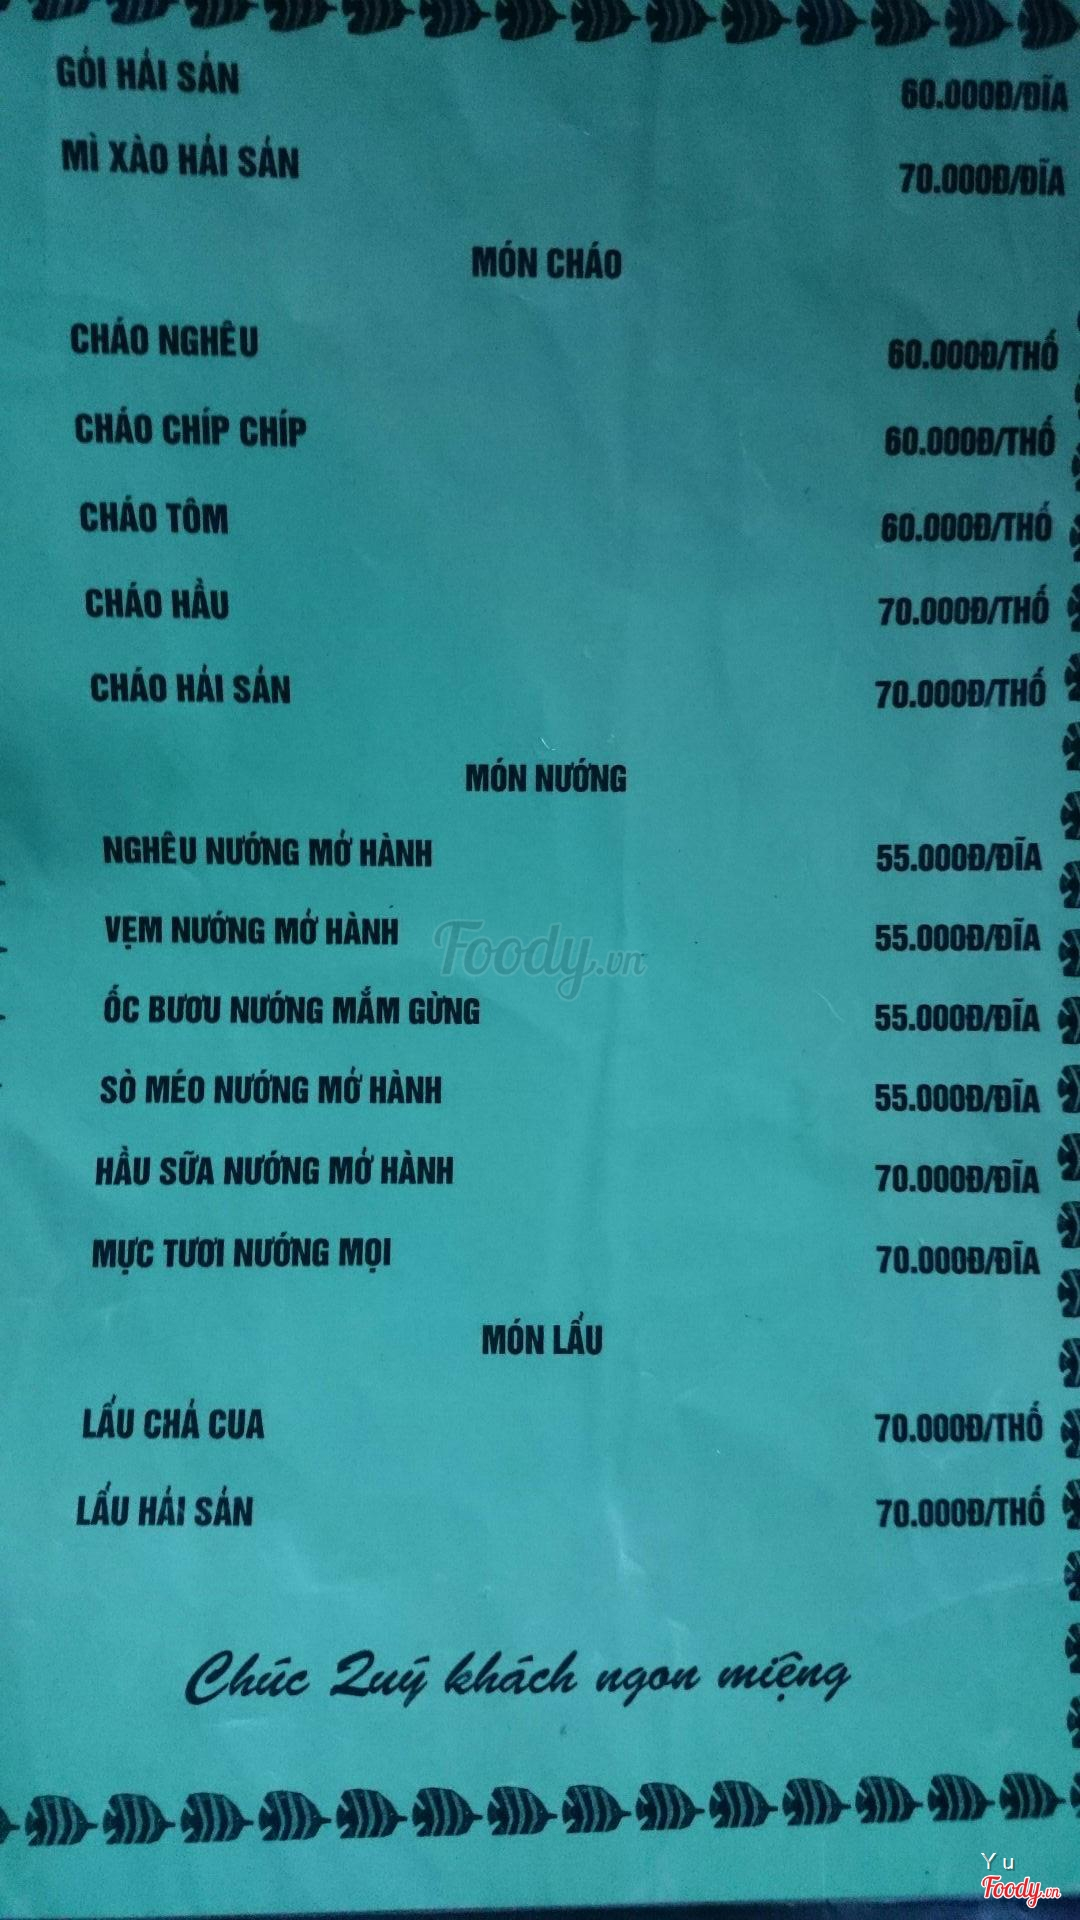 GỎI HẢI SẢN 60.000Đ/ĐĨA
MÌ XÀO HẢI SẢN 70.000Đ/ĐĨA
MÓN CHÁO
CHÁO NGHÊU 60.000Đ/THỐ
CHÁO CHÍP CHÍP 60.000Đ/THỐ
CHÁO TÔM 60.000Đ/THỐ
CHÁO HẦU 70.000Đ/THỐ
CHÁO HẢI SẢN 70.000Đ/THỐ
MÓN NƯỚNG
NGHÊU NƯỚNG MỞ HÀNH 55.000Đ/ĐĨA
VẸM NƯỚNG MỞ HÀNH 55.000Đ/ĐĨA
Foody.vn
ỐC BƯƠU NƯỚNG MẮM GỪNG 55.000Đ/ĐĨA
SÒ MÉO NƯỚNG MỞ HÀNH 55.000Đ/ĐĨA
HẦU SỮA NƯỚNG MỞ HÀNH 70.000Đ/ĐĨA
MỰC TƯƠI NƯỚNG MỌI 70.000Đ/ĐĨA
MÓN LẨU
LẨU CHẢ CUA 70.000Đ/THỐ
LẨU HẢI SẢN 70.000Đ/THỐ
Chúc Quý khách ngon miệng
Yu
Foody.vn